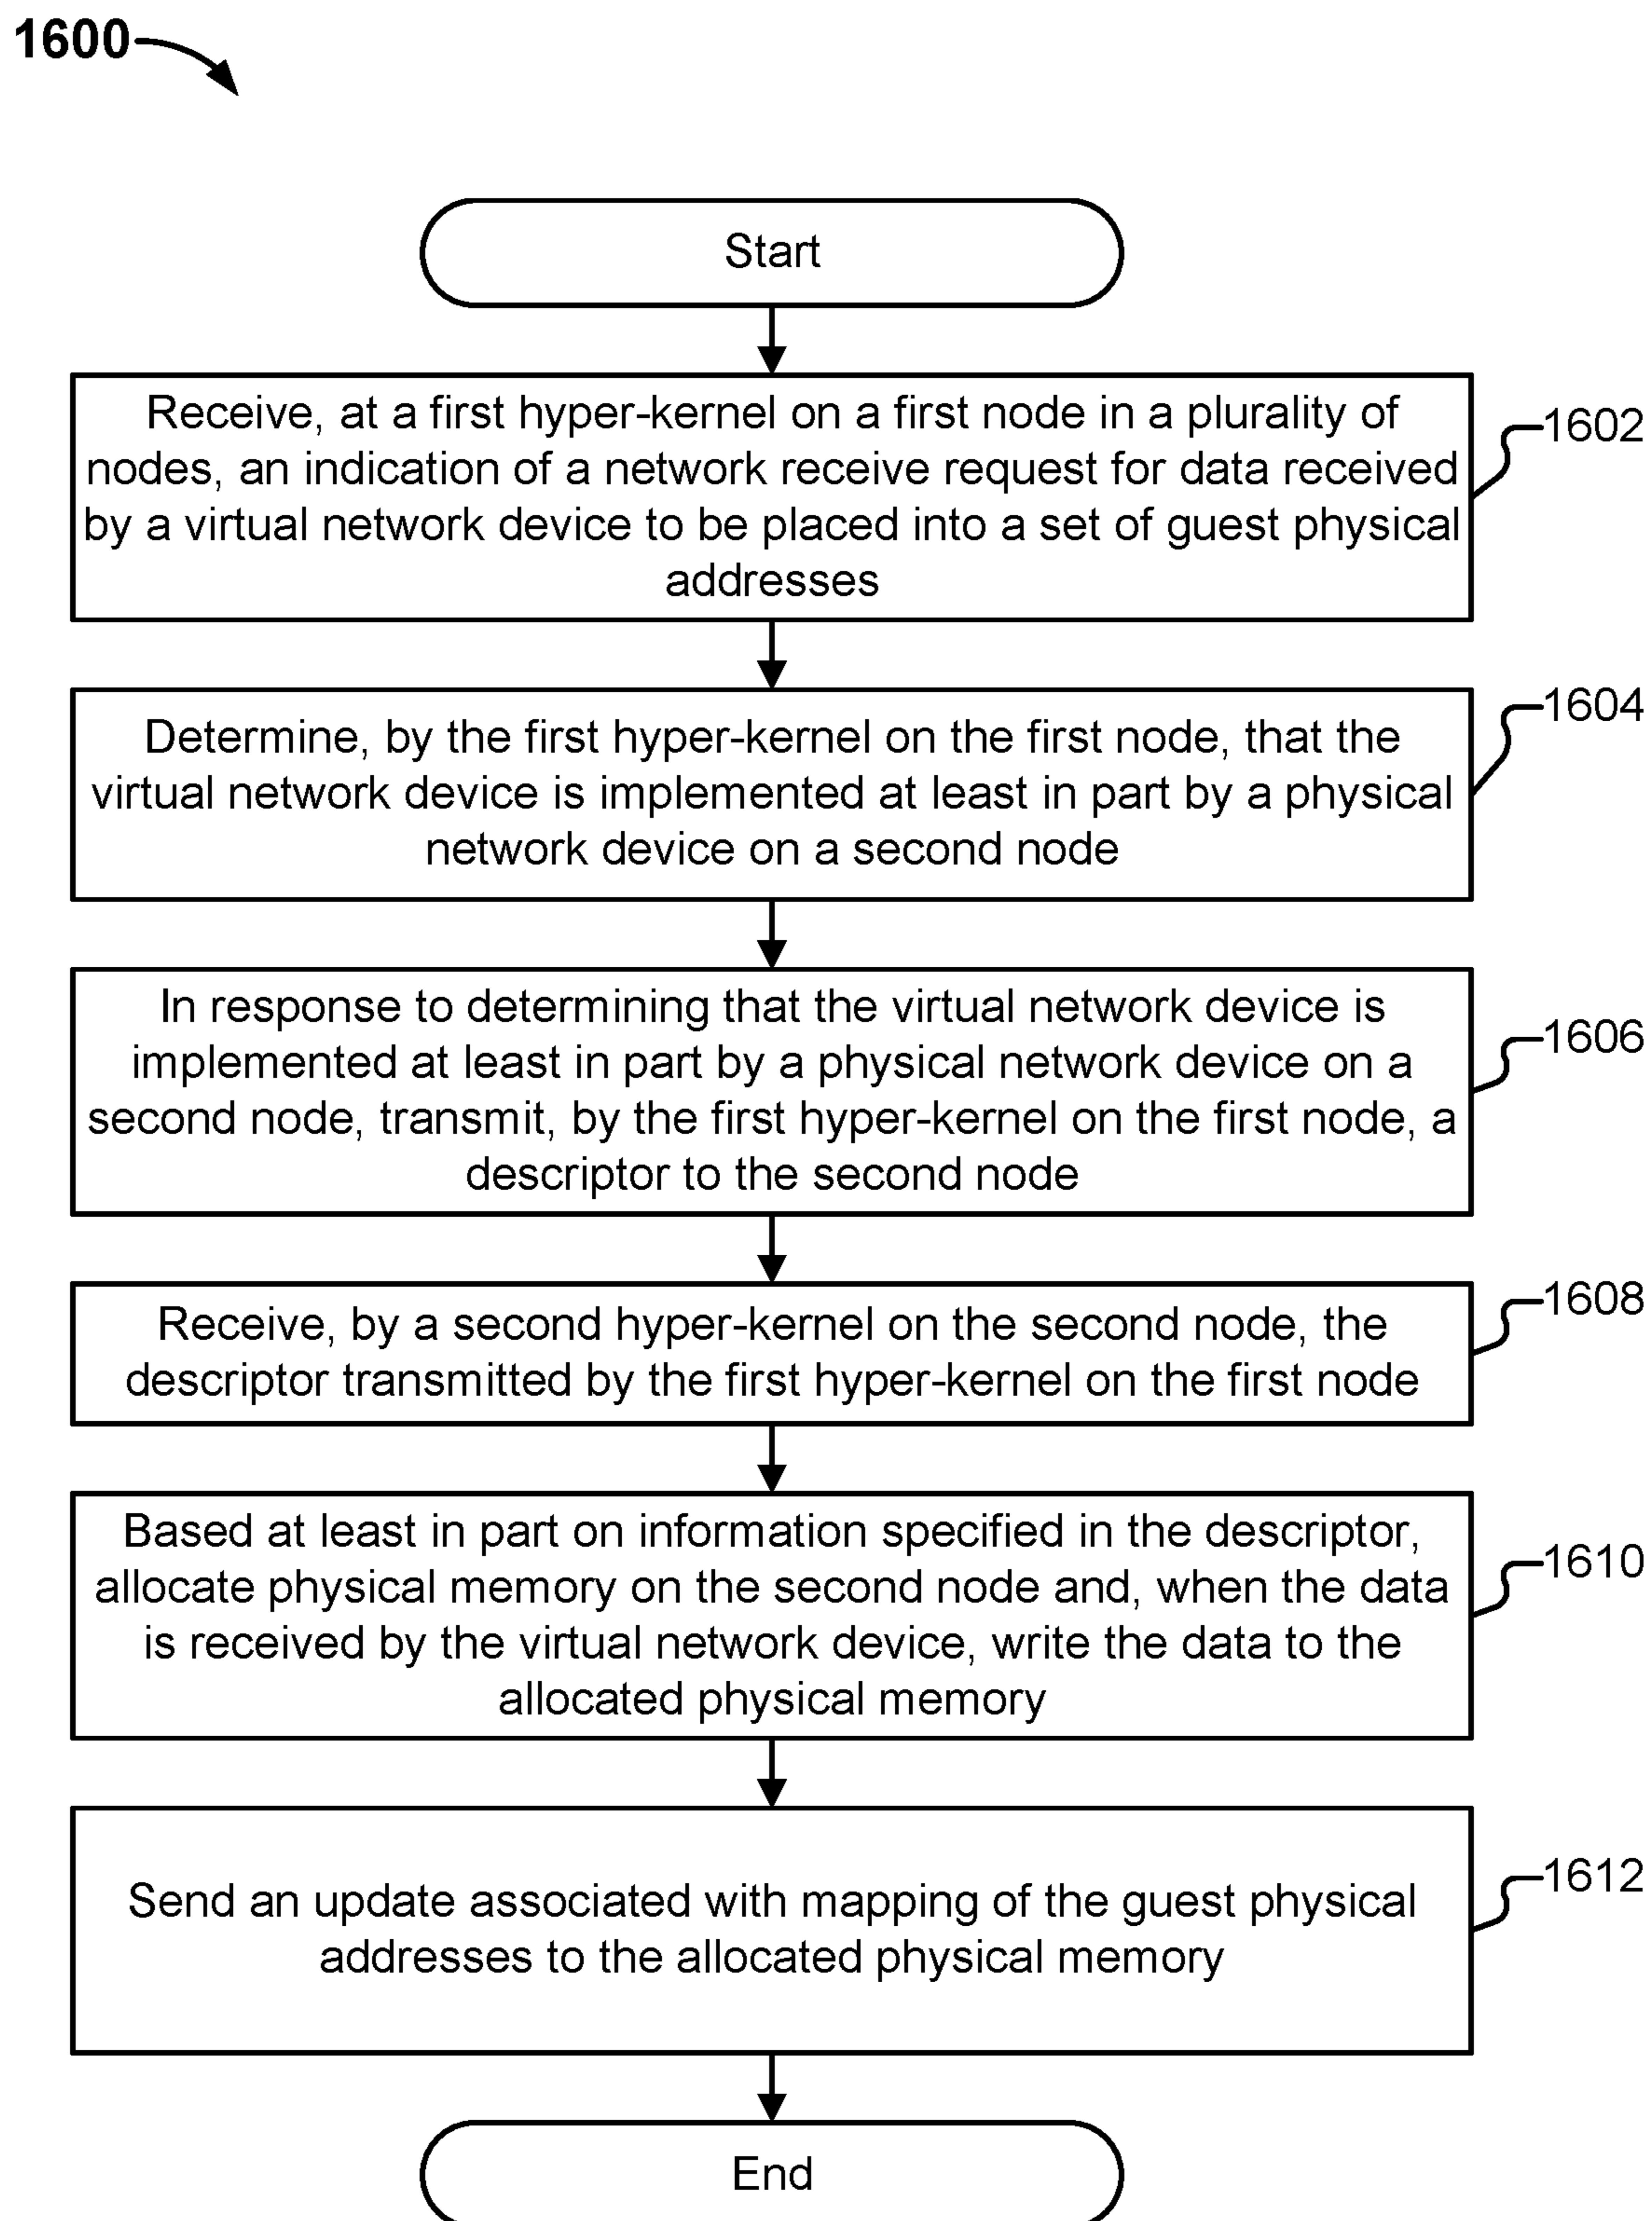 1600
Start
Receive, at a first hyper-kernel on a first node in a plurality of
nodes, an indication of a network receive request for data received
by a virtual network device to be placed into a set of guest physical
addresses
1602
Determine, by the first hyper-kernel on the first node, that the
virtual network device is implemented at least in part by a physical
network device on a second node
1604
In response to determining that the virtual network device is
implemented at least in part by a physical network device on a
second node, transmit, by the first hyper-kernel on the first node, a
descriptor to the second node
1606
Receive, by a second hyper-kernel on the second node, the
descriptor transmitted by the first hyper-kernel on the first node
1608
Based at least in part on information specified in the descriptor,
allocate physical memory on the second node and, when the data
is received by the virtual network device, write the data to the
allocated physical memory
1610
Send an update associated with mapping of the guest physical
addresses to the allocated physical memory
1612
End